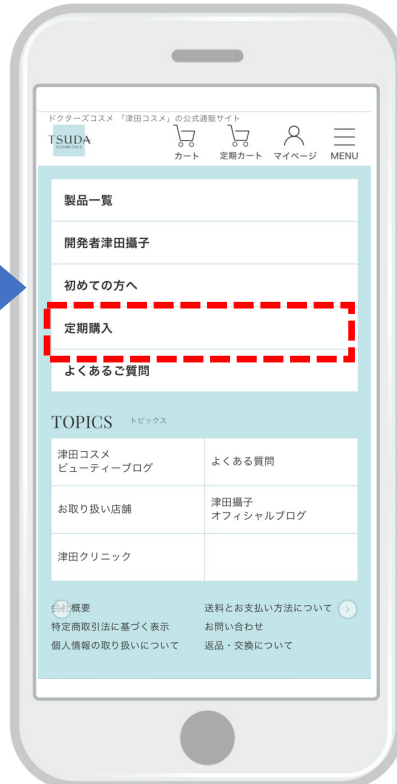 ドクターズコスメ 「津田コスメ」の公式通販サイト
TSUDA
COSMETICS
カート
定期カート
マイページ
MENU
製品一覧
開発者津田攝子
初めての方へ
定期購入
よくあるご質問
TOPICS トピックス
津田コスメ
ビューティーブログ
よくある質問
お取り扱い店舗
津田攝子
オフィシャルブログ
津田クリニック
会社概要
送料とお支払い方法について
特定商取引法に基づく表示
お問い合わせ
個人情報の取り扱いについて
返品・交換について